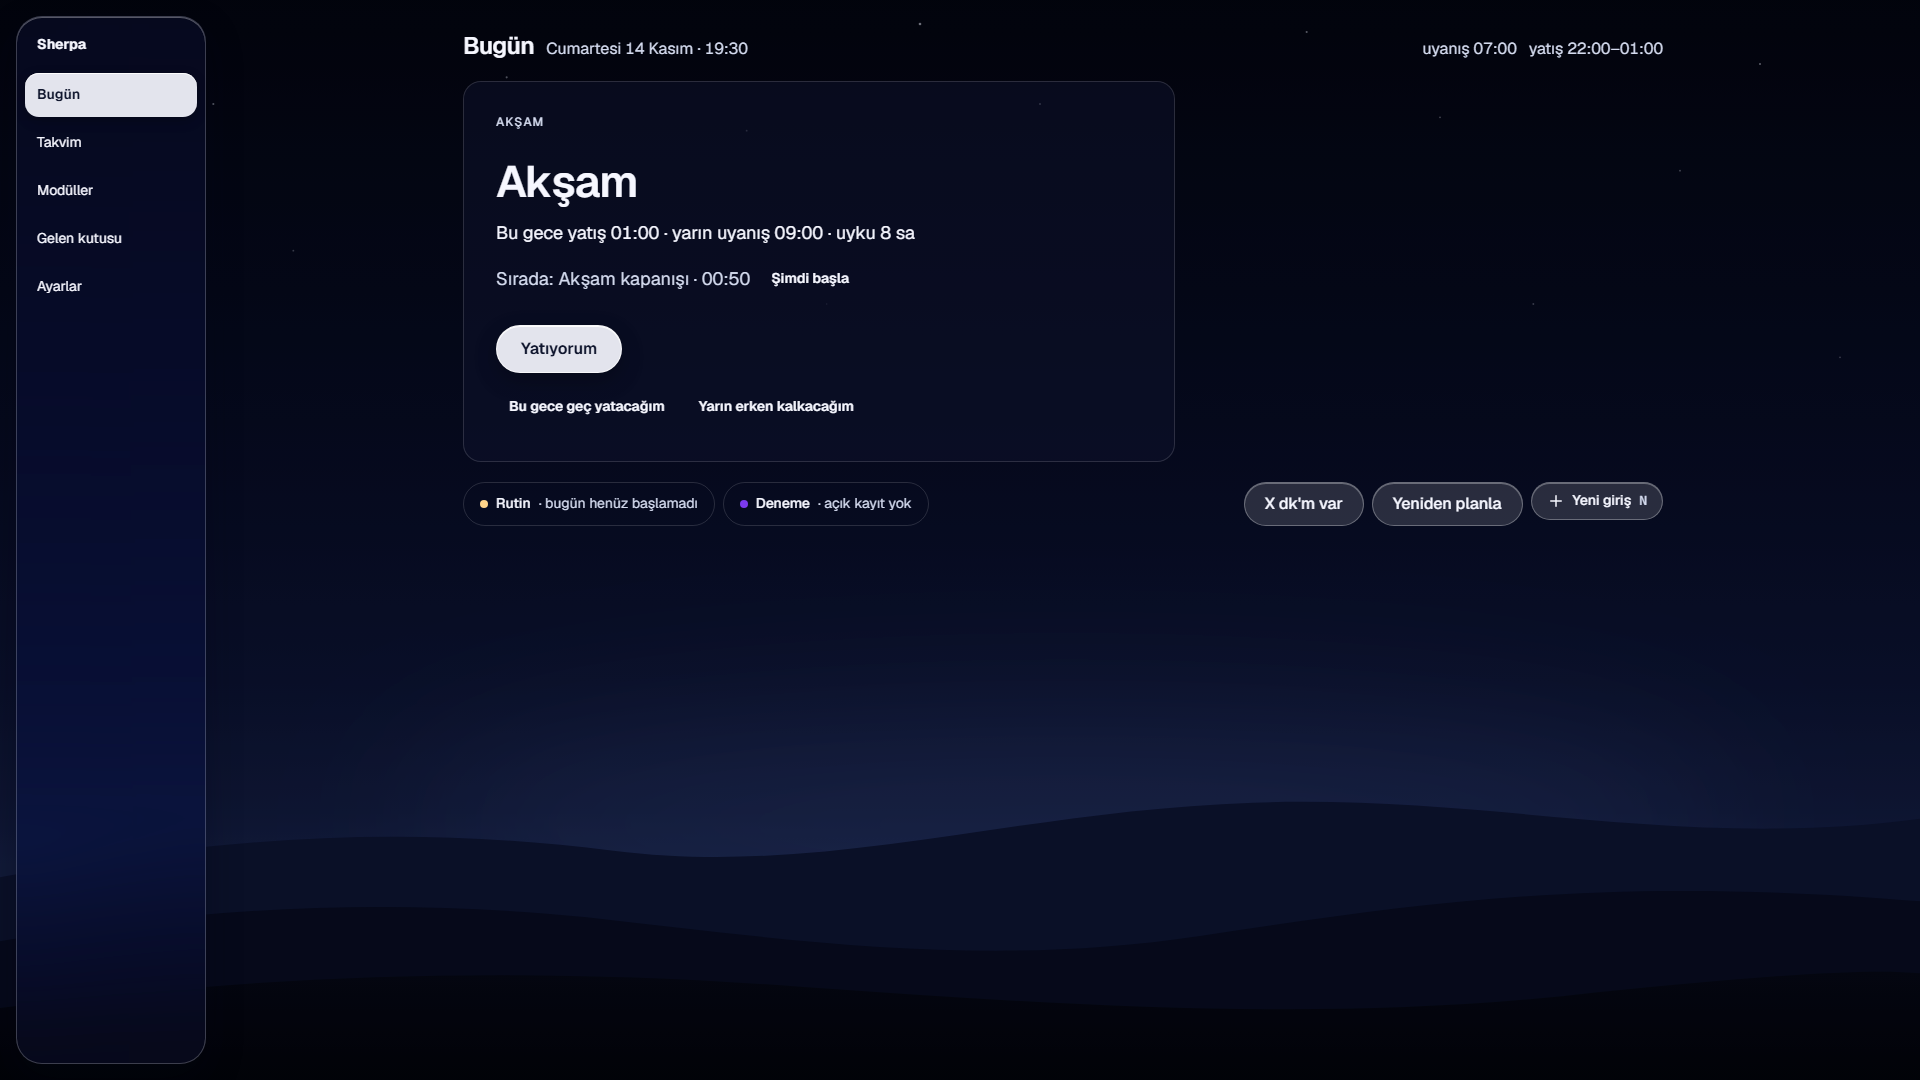 Sherpa
Bugün
Takvim
Modüller
Gelen kutusu
Ayarlar
Bugün Cumartesi 14 Kasım · 19:30
uyanış 07:00 yatış 22:00–01:00
AKŞAM
Akşam
Bu gece yatış 01:00 · yarın uyanış 09:00 · uyku 8 sa
Sırada: Akşam kapanışı · 00:50 Şimdi başla
Yatıyorum
Bu gece geç yatacağım Yarın erken kalkacağım
Rutin · bugün henüz başlamadı
Deneme · açık kayıt yok
X dk'm var
Yeniden planla
+ Yeni giriş N